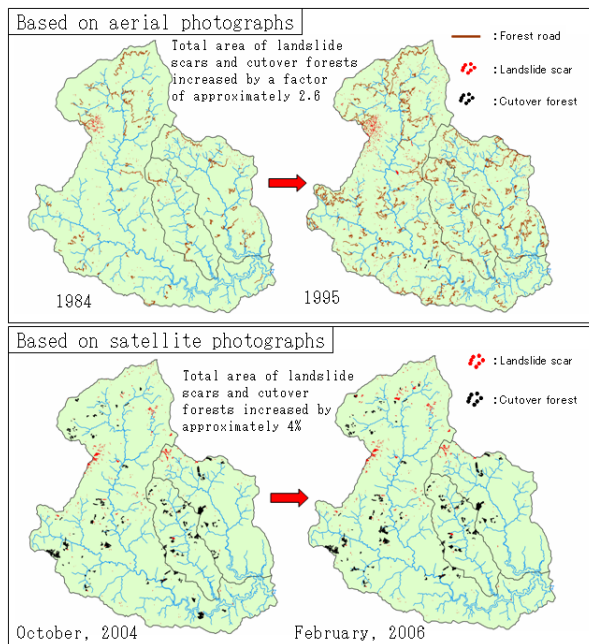 Based on aerial photographs
Total area of landslide
scars and cutover forests
increased by a factor
of approximately 2.6
: Forest road
: Landslide scar
: Cutover forest
1984
1995
Based on satellite photographs
Total area of landslide
scars and cutover
forests increased by
approximately 4%
: Landslide scar
: Cutover forest
October, 2004
February, 2006